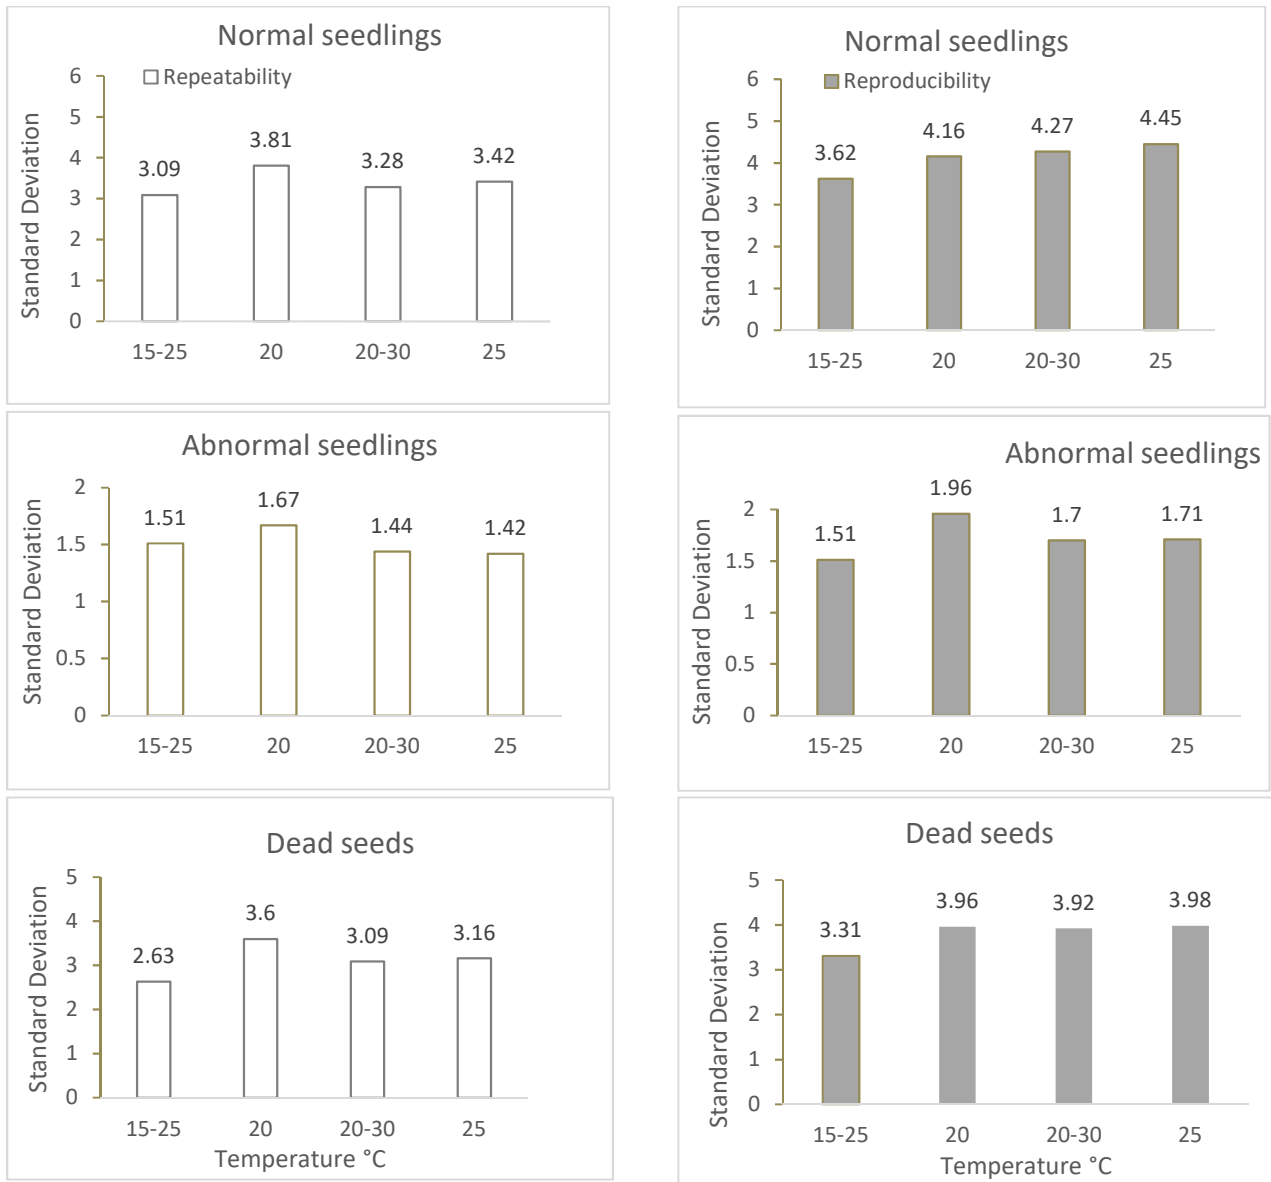 Normal seedlings
Repeatability
Standard Deviation
6
5
4
3
2
1
0
3.09
3.81
3.28
3.42
15-25 20 20-30 25
Normal seedlings
Reproducibility
Standard Deviation
6
5
4
3
2
1
0
3.62
4.16
4.27
4.45
15-25 20 20-30 25
Abnormal seedlings
Standard Deviation
2
1.5
1
0.5
0
1.51
1.67
1.44
1.42
15-25 20 20-30 25
Abnormal seedlings
Standard Deviation
2
1.5
1
0.5
0
1.51
1.96
1.7
1.71
15-25 20 20-30 25
Dead seeds
Standard Deviation
5
4
3
2
1
0
2.63
3.6
3.09
3.16
15-25 20 20-30 25
Temperature °C
Dead seeds
Standard Deviation
5
4
3
2
1
0
3.31
3.96
3.92
3.98
15-25 20 20-30 25
Temperature °C